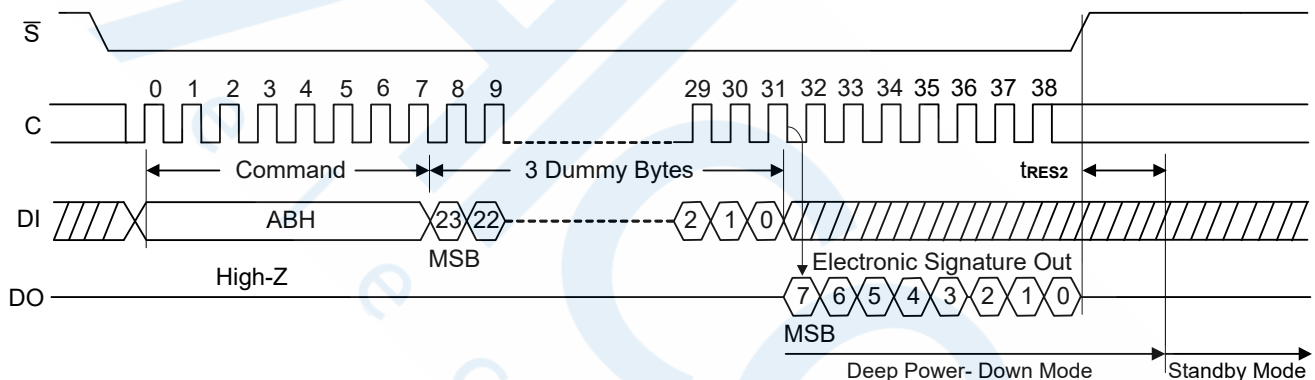 S
0 1 2 3 4 5 6 7 8 9 29 30 31 32 33 34 35 36 37 38
C
Command 3 Dummy Bytes tRES2
DI ABH 23 22 2 1 0
MSB
High-Z Electronic Signature Out
DO 7 6 5 4 3 2 1 0
MSB
Deep Power- Down Mode Standby Mode